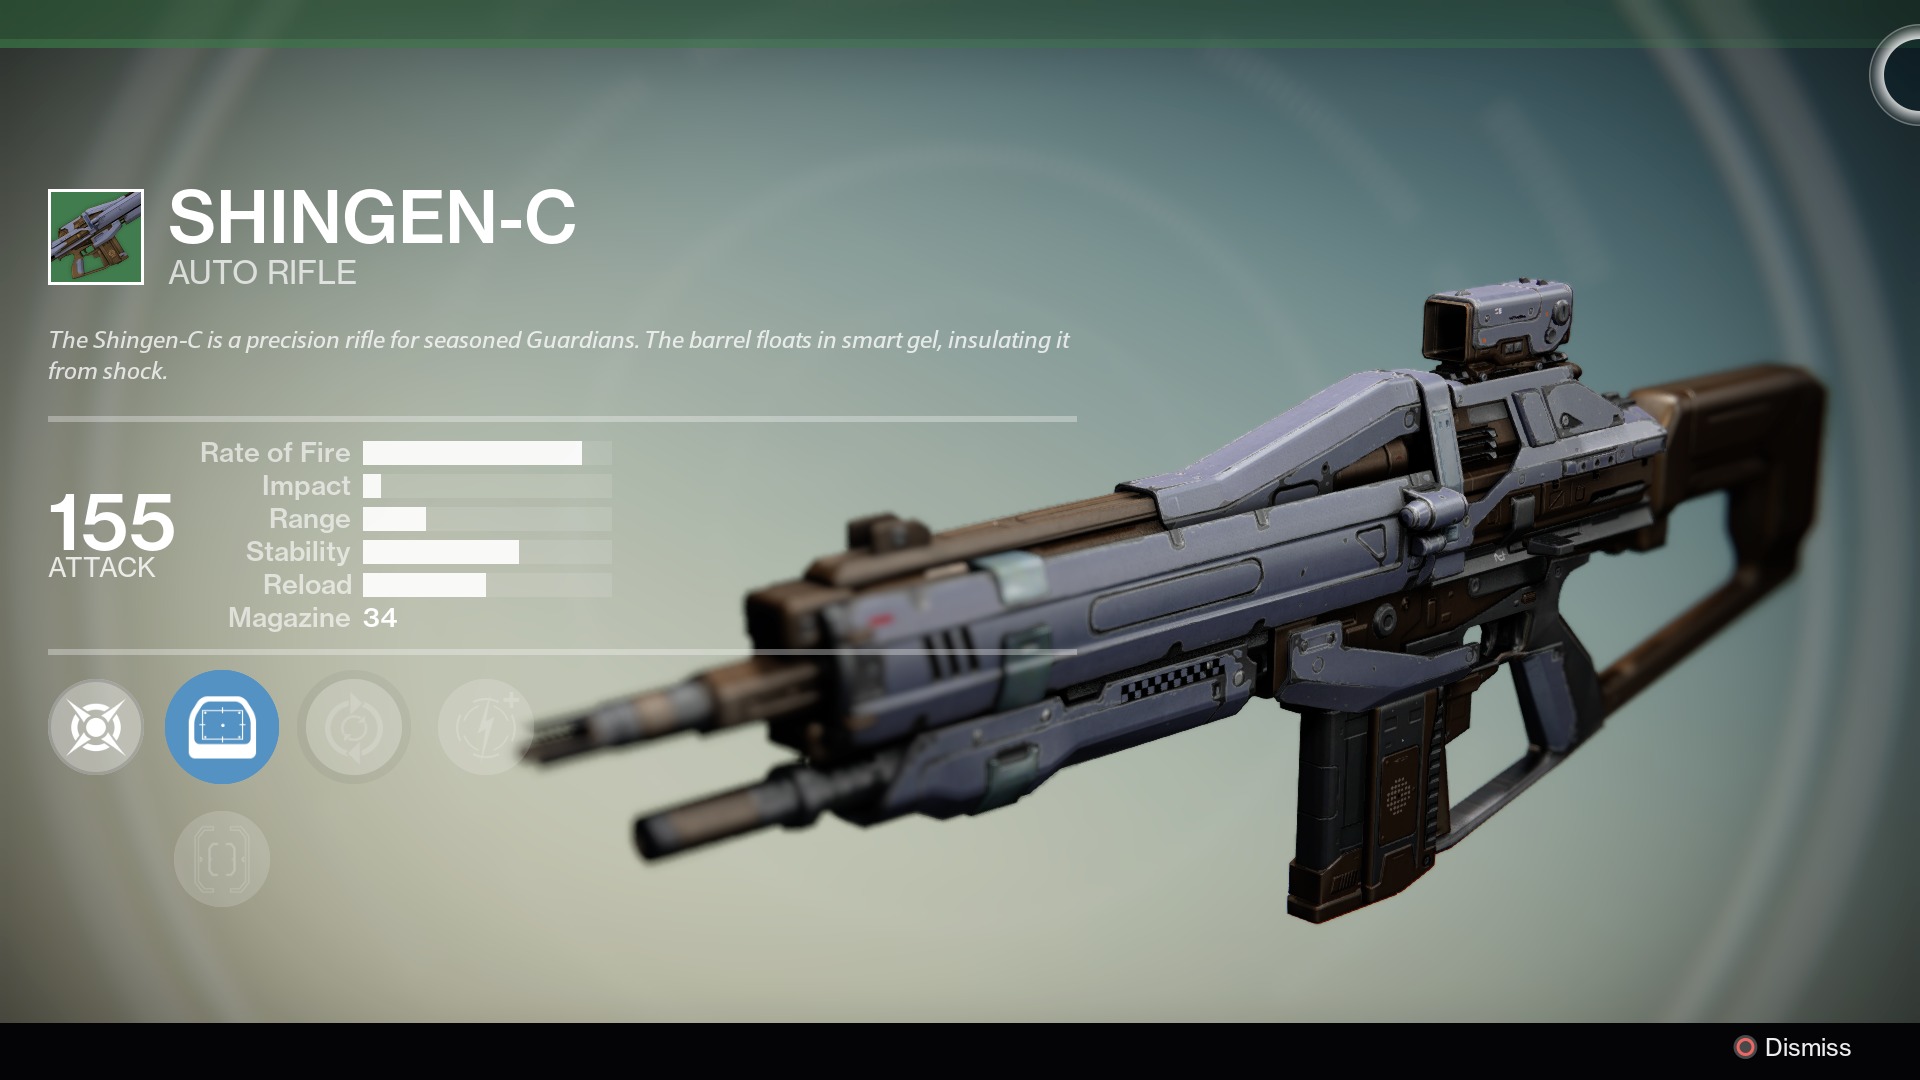 SHINGEN-C
AUTO RIFLE
The Shingen-C is a precision rifle for seasoned Guardians. The barrel floats in smart gel, insulating it
from shock.
155
ATTACK
Rate of Fire
Impact
Range
Stability
Reload
Magazine 34
Dismiss